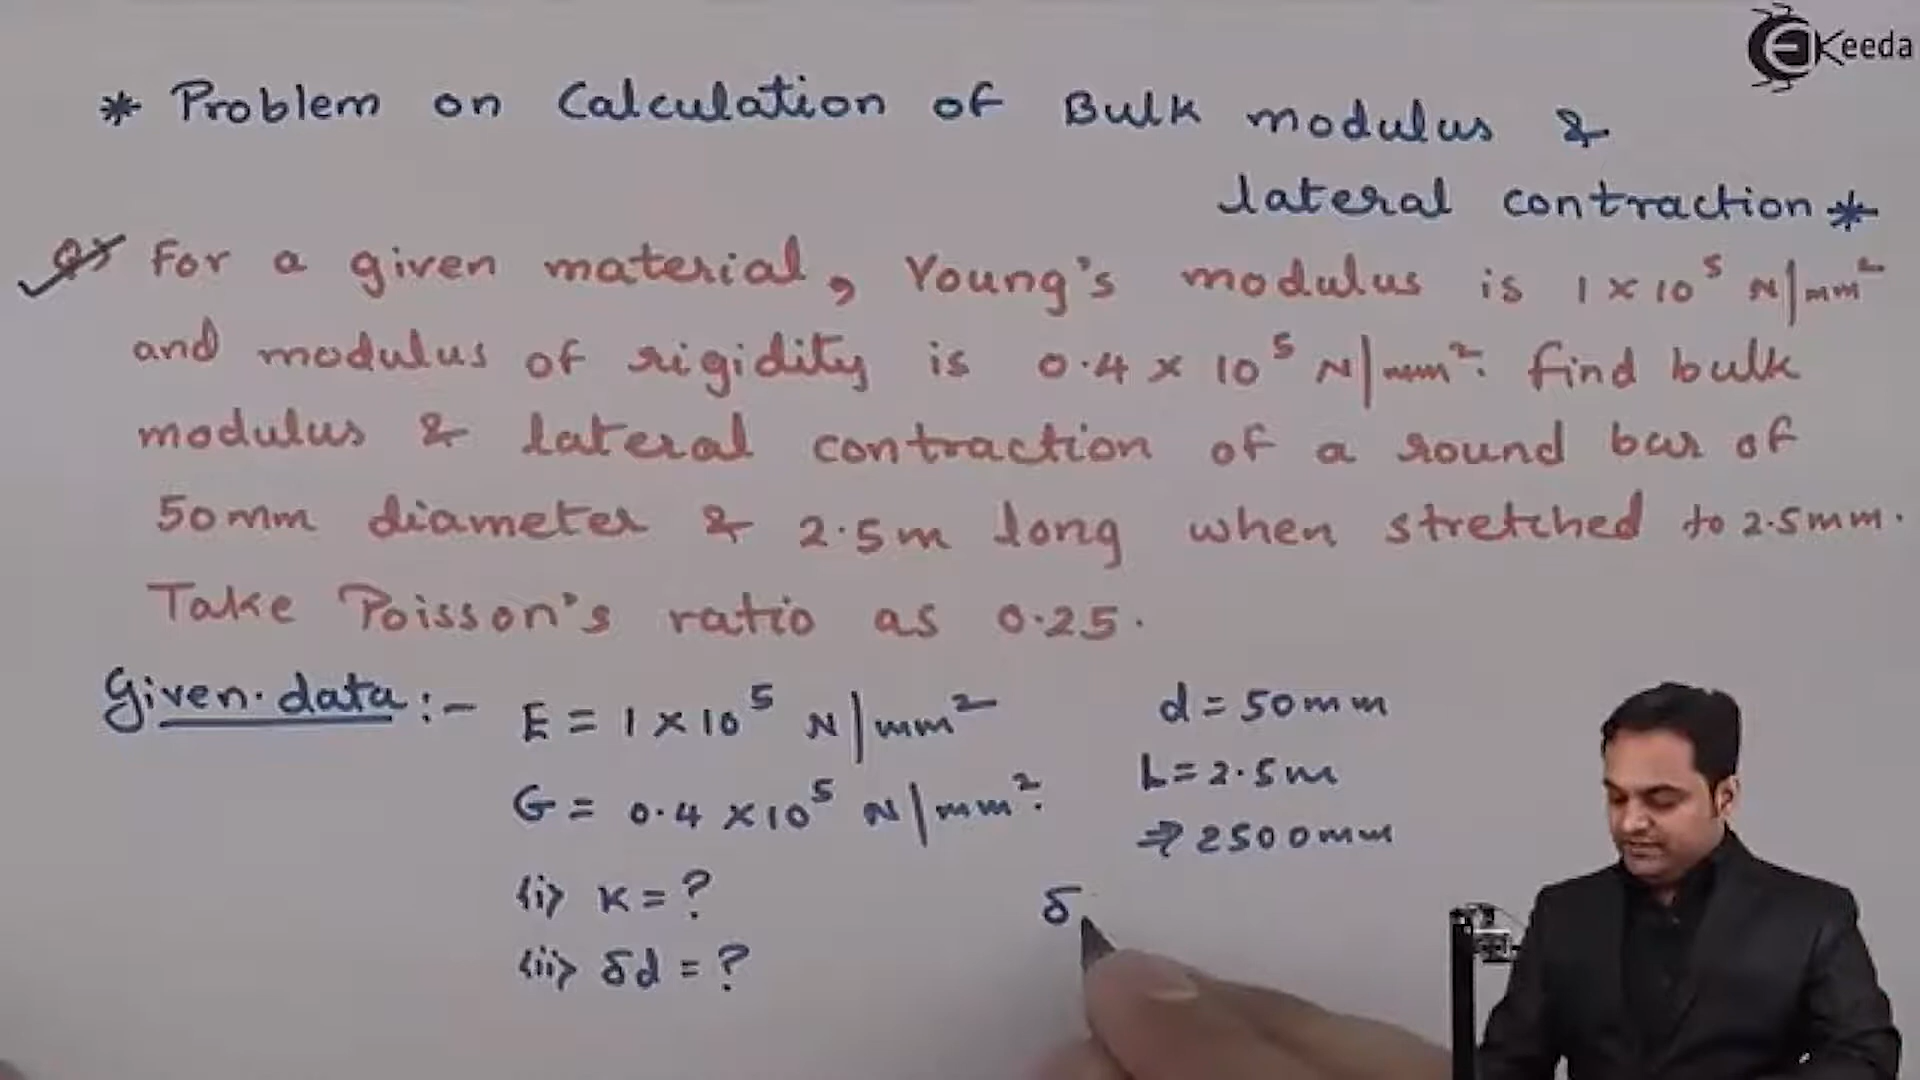 EKeeda
* Problem on Calculation of Bulk modulus &
lateral contraction *
Q> For a given material, Young's modulus is 1 x 10⁵ N/mm²
and modulus of rigidity is 0.4 x 10⁵ N/mm². find bulk
modulus & lateral contraction of a round bar of
50mm diameter & 2.5m long when stretched to 2.5mm.
Take Poisson's ratio as 0.25.
Given data :- E = 1 x 10⁵ N/mm² d = 50mm
G = 0.4 x 10⁵ N/mm². L = 2.5m
⇒ 2500mm
<i> K = ? δ
<ii> δd = ?